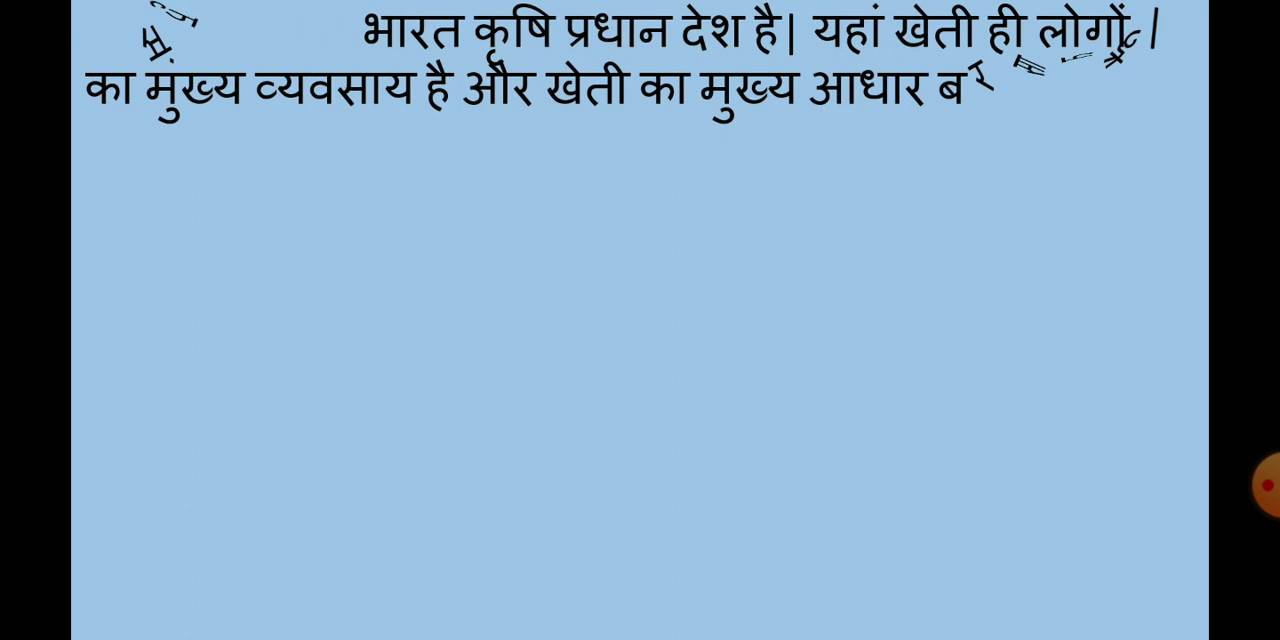 भारत कृषि प्रधान देश है| यहां खेती ही लोगों
का मुख्य व्यवसाय है और खेती का मुख्य आधार